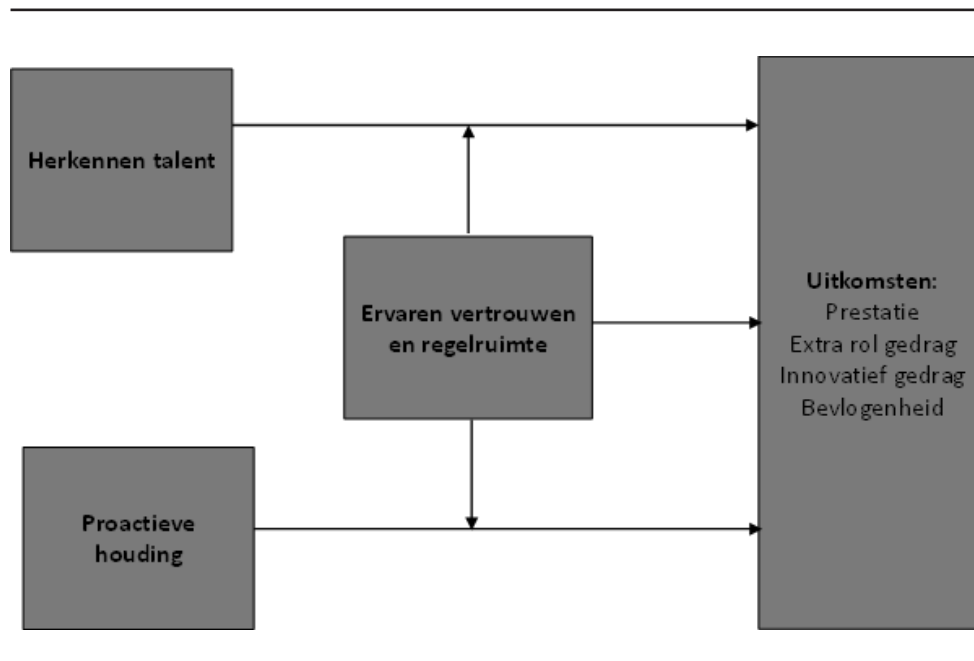 Herkennen talent
Ervaren vertrouwen
en regelruimte
Proactieve
houding
Uitkomsten:
Prestatie
Extra rol gedrag
Innovatief gedrag
Bevlogenheid